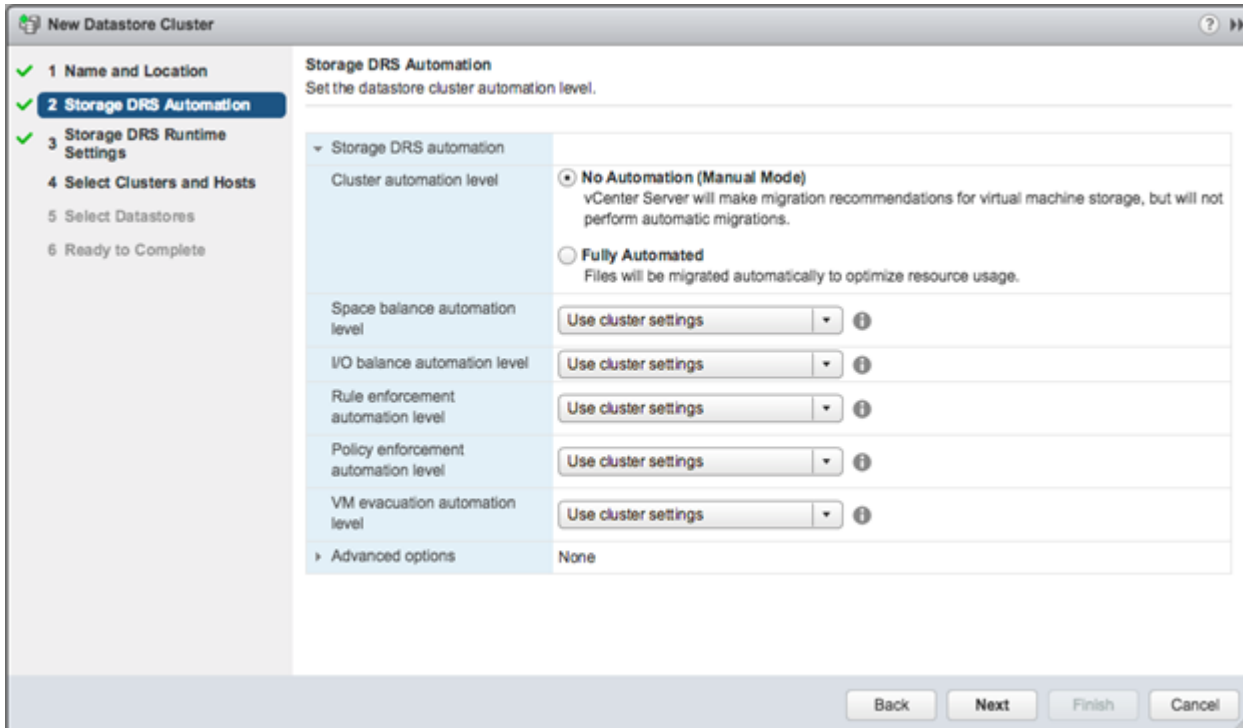 New Datastore Cluster
?
1 Name and Location
2 Storage DRS Automation
3 Storage DRS Runtime
Settings
4 Select Clusters and Hosts
5 Select Datastores
6 Ready to Complete
Storage DRS Automation
Set the datastore cluster automation level.
Storage DRS automation
Cluster automation level
No Automation (Manual Mode)
vCenter Server will make migration recommendations for virtual machine storage, but will not
perform automatic migrations.
Fully Automated
Files will be migrated automatically to optimize resource usage.
Space balance automation
level
Use cluster settings
I/O balance automation level
Use cluster settings
Rule enforcement
automation level
Use cluster settings
Policy enforcement
automation level
Use cluster settings
VM evacuation automation
level
Use cluster settings
Advanced options
None
Back
Next
Finish
Cancel